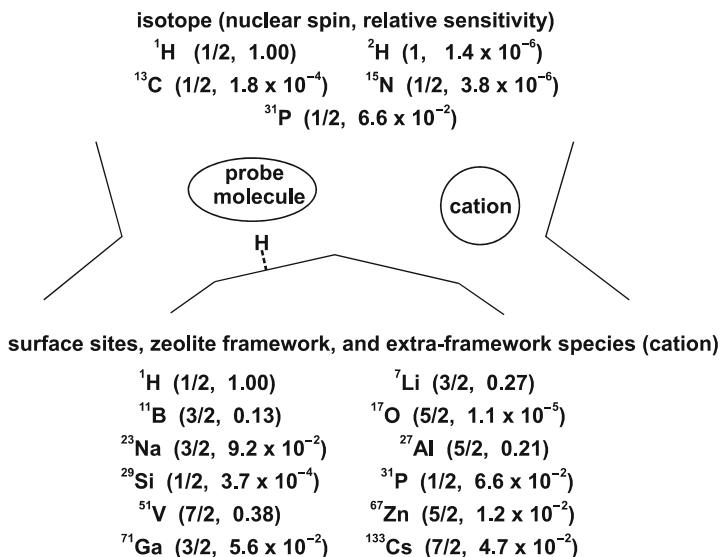 isotope (nuclear spin, relative sensitivity)
¹H (1/2, 1.00) ²H (1, 1.4 x 10⁻⁶)
¹³C (1/2, 1.8 x 10⁻⁴) ¹⁵N (1/2, 3.8 x 10⁻⁶)
³¹P (1/2, 6.6 x 10⁻²)
probe
molecule
cation
H
surface sites, zeolite framework, and extra-framework species (cation)
¹H (1/2, 1.00) ⁷Li (3/2, 0.27)
¹¹B (3/2, 0.13) ¹⁷O (5/2, 1.1 x 10⁻⁵)
²³Na (3/2, 9.2 x 10⁻²) ²⁷Al (5/2, 0.21)
²⁹Si (1/2, 3.7 x 10⁻⁴) ³¹P (1/2, 6.6 x 10⁻²)
⁵¹V (7/2, 0.38) ⁶⁷Zn (5/2, 1.2 x 10⁻²)
⁷¹Ga (3/2, 5.6 x 10⁻²) ¹³³Cs (7/2, 4.7 x 10⁻²)